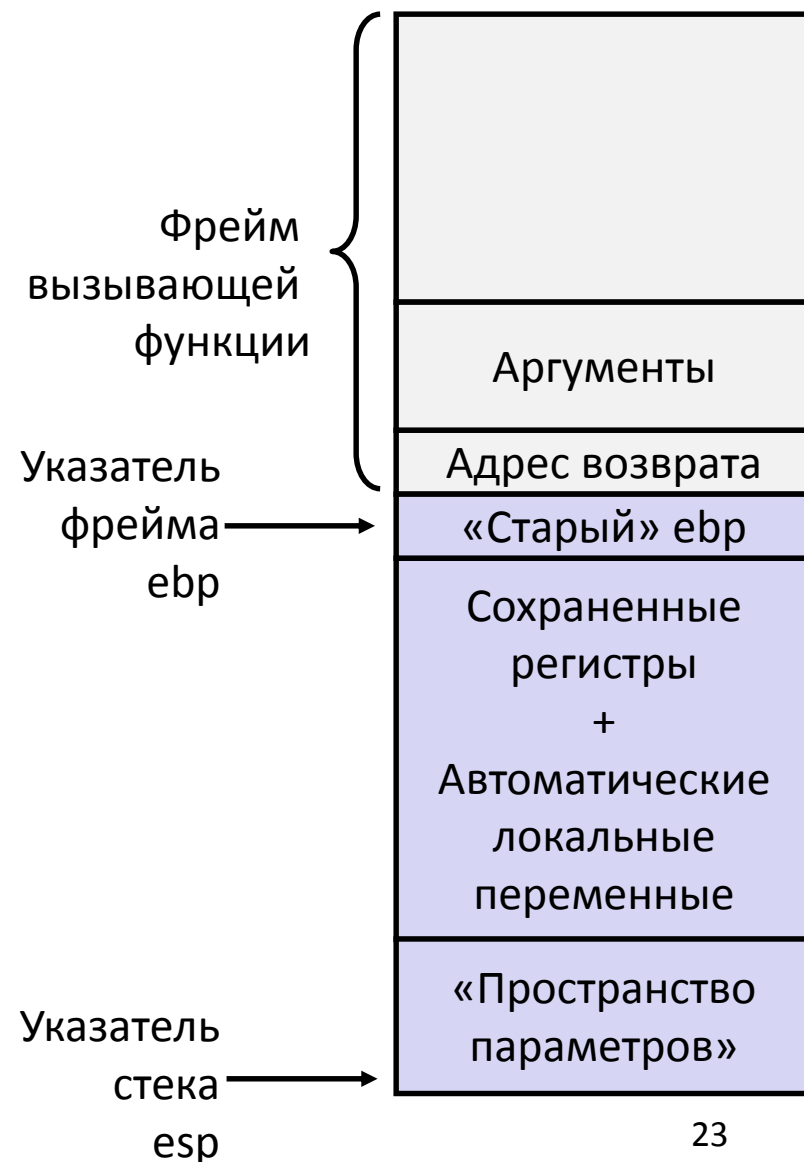 Фрейм
вызывающей
функции
Аргументы
Адрес возврата
Указатель
фрейма
ebp
«Старый» ebp
Сохраненные
регистры
+
Автоматические
локальные
переменные
«Пространство
параметров»
Указатель
стека
esp
23